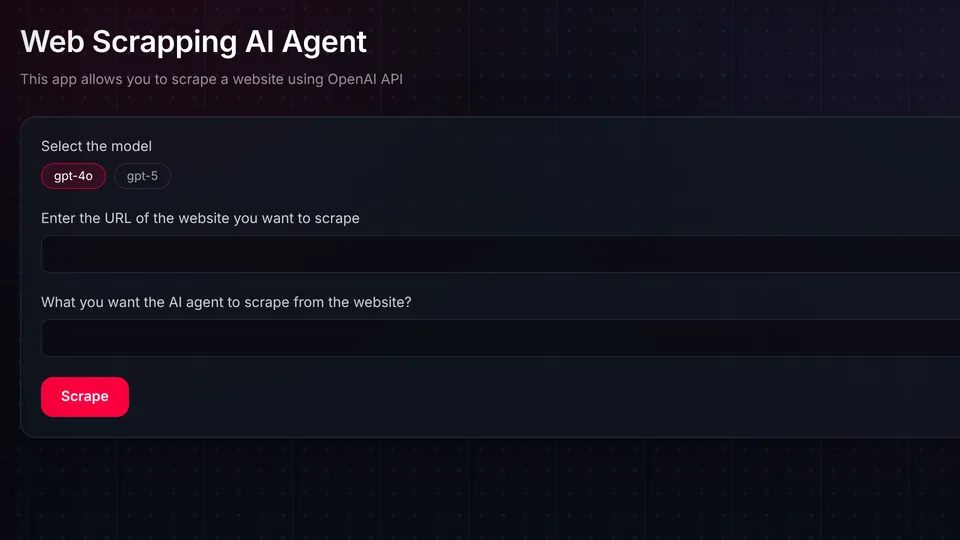 Web Scrapping AI Agent
This app allows you to scrape a website using OpenAI API
Select the model
gpt-4o gpt-5
Enter the URL of the website you want to scrape
What you want the AI agent to scrape from the website?
Scrape